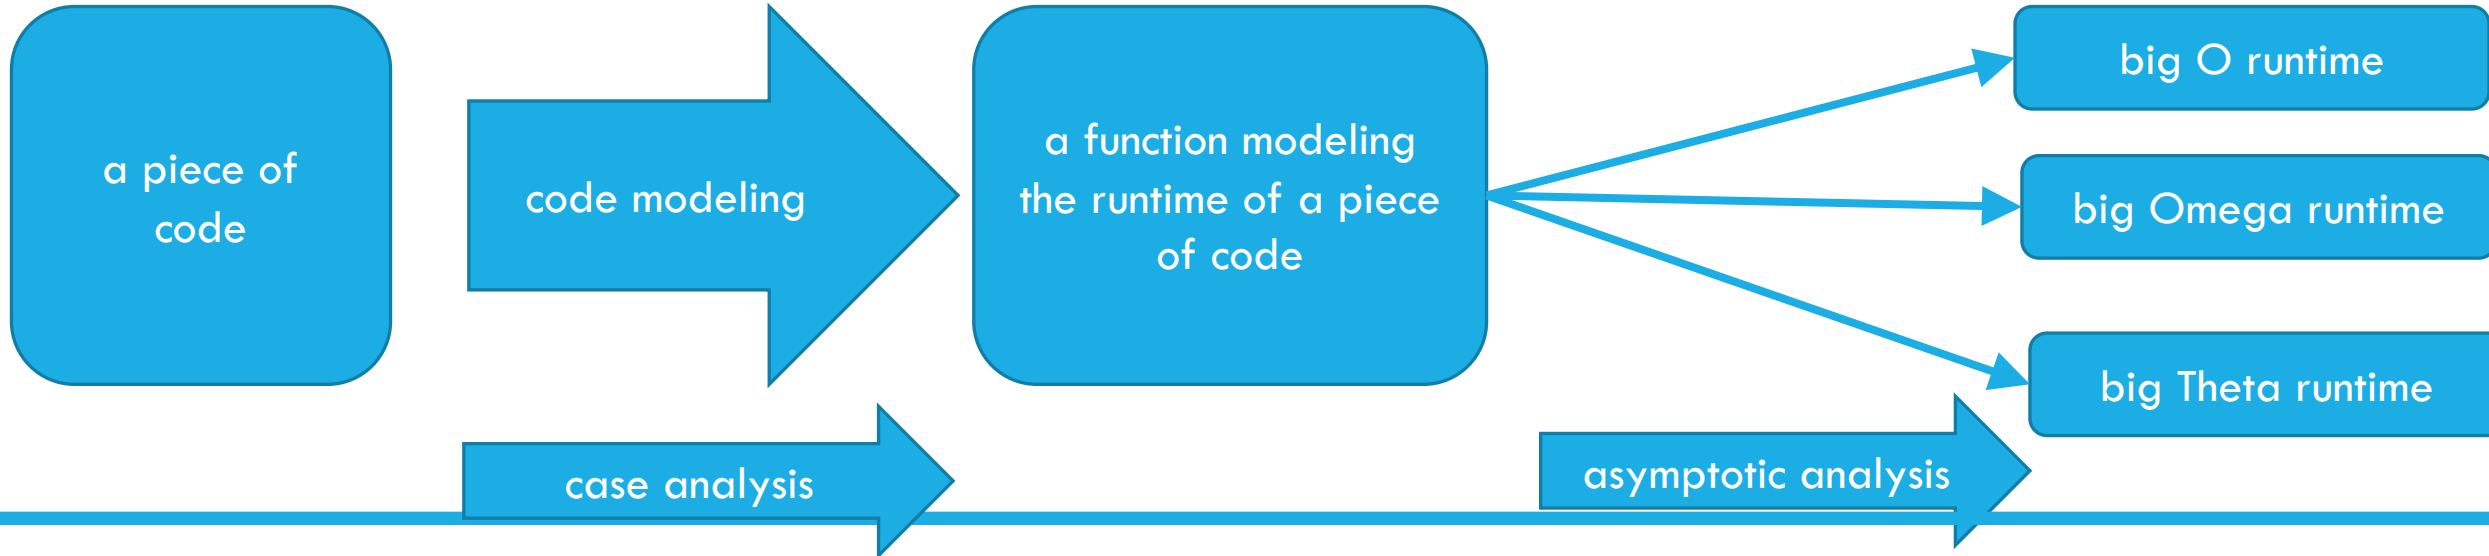 a piece of
code
code modeling
a function modeling
the runtime of a piece
of code
big O runtime
big Omega runtime
big Theta runtime
case analysis
asymptotic analysis